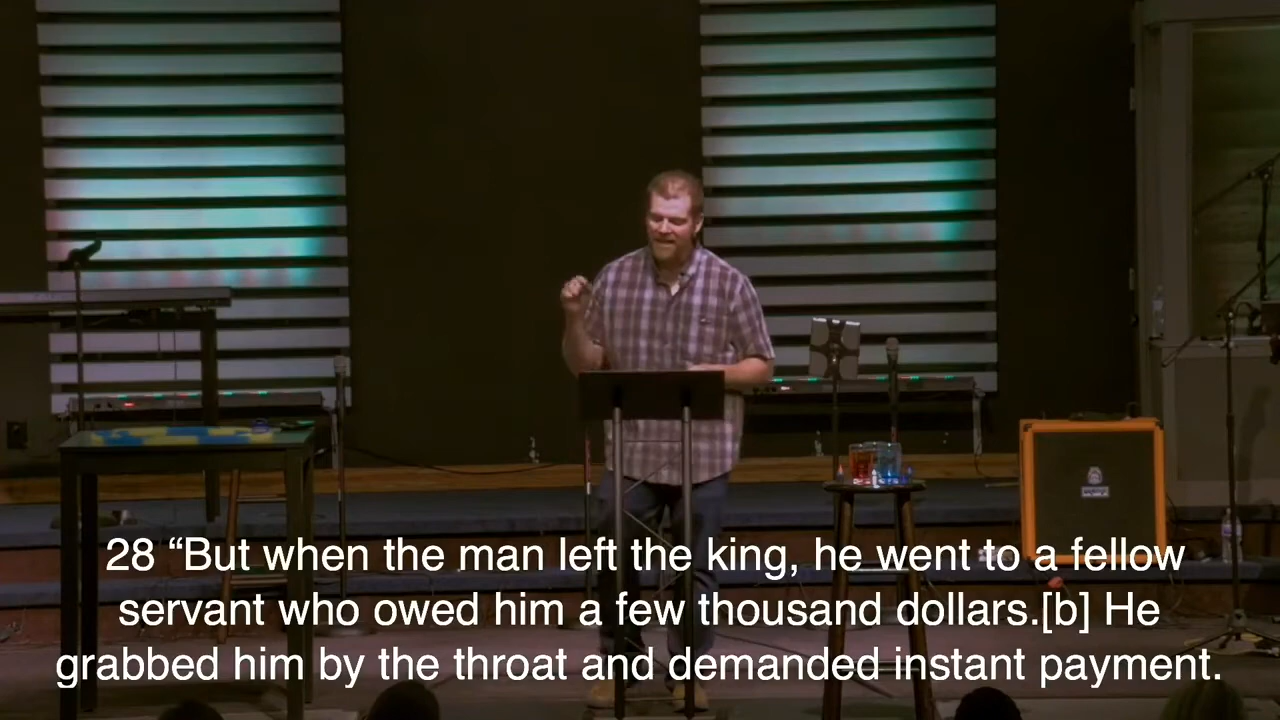 28 “But when the man left the king, he went to a fellow
servant who owed him a few thousand dollars.[b] He
grabbed him by the throat and demanded instant payment.